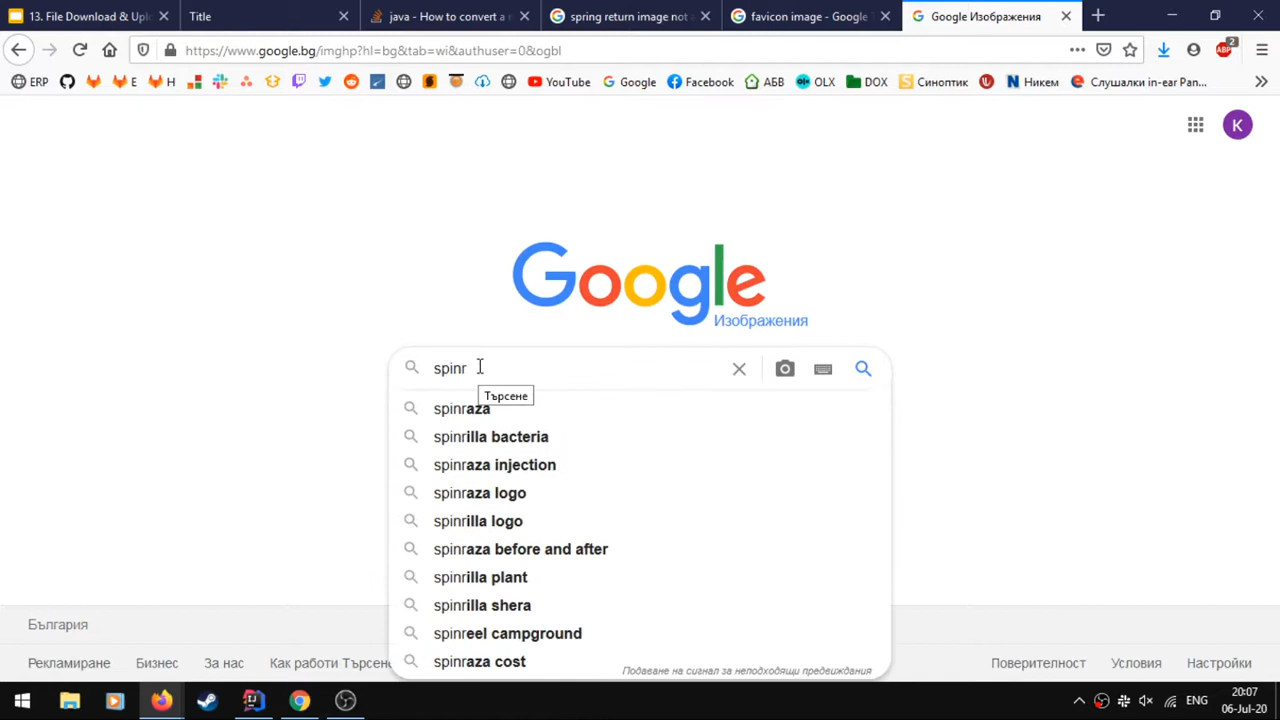 13. File Download & Uplo
Title
java - How to convert a m
spring return image not w
favicon image - Google Т
Google Изображения
https://www.google.bg/imghp?hl=bg&tab=wi&authuser=0&ogbl
ABP
2
ERP
E
H
YouTube
Google
Facebook
АБВ
OLX
DOX
Синоптик
Никем
Слушалки in-ear Pan...
K
Google
Изображения
spinr
Търсене
spinraza
spinrilla bacteria
spinraza injection
spinraza logo
spinrilla logo
spinraza before and after
spinrilla plant
spinrilla shera
spinreel campground
spinraza cost
Подаване на сигнал за неподходящи предвиждания
България
Рекламиране
Бизнес
За нас
Как работи Търсене
Поверителност
Условия
Настройки
ENG
20:07
06-Jul-20